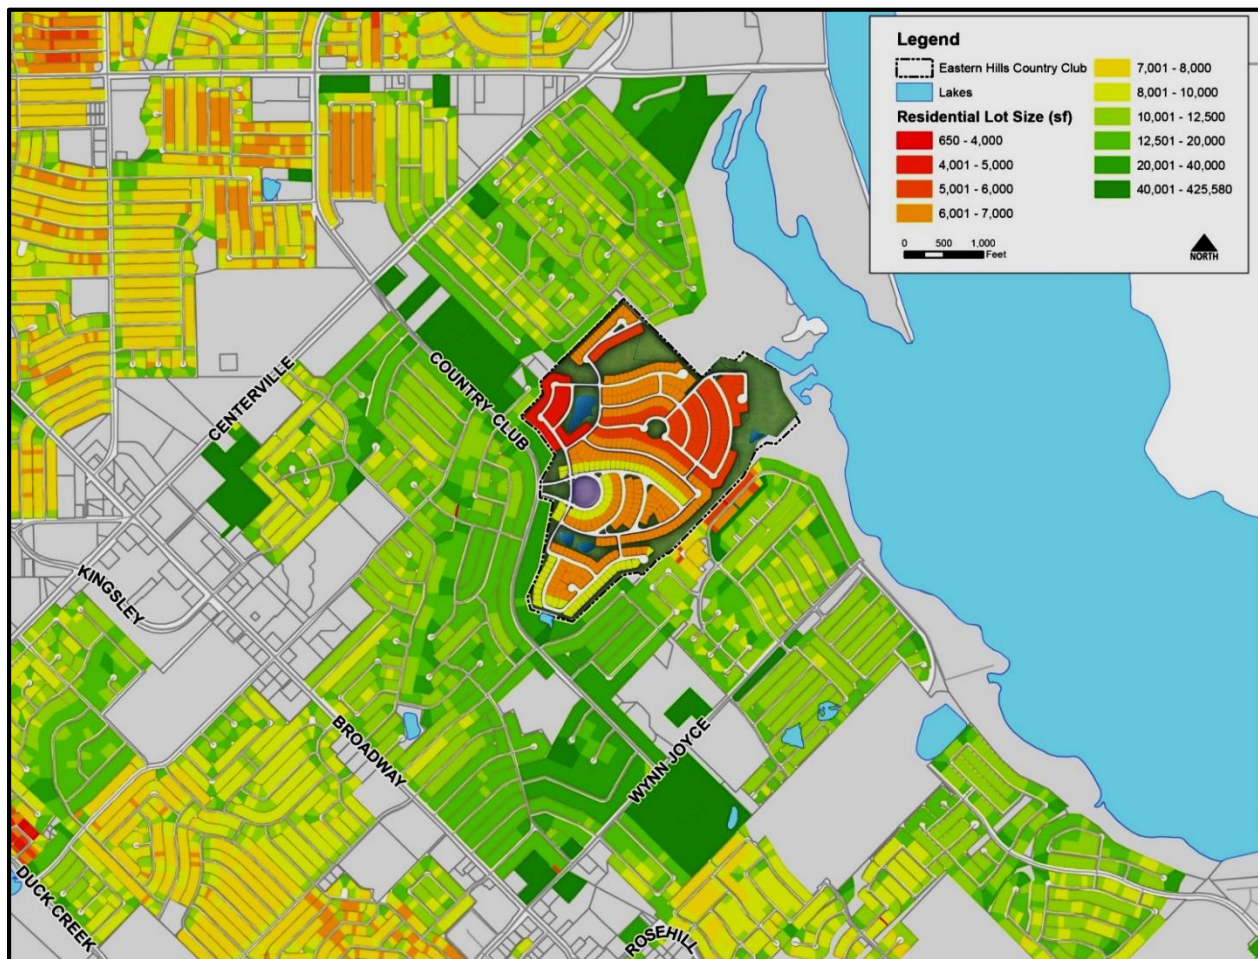 Legend
Eastern Hills Country Club
Lakes
Residential Lot Size (sf)
650 - 4,000
4,001 - 5,000
5,001 - 6,000
6,001 - 7,000
7,001 - 8,000
8,001 - 10,000
10,001 - 12,500
12,501 - 20,000
20,001 - 40,000
40,001 - 425,580
0 500 1,000
Feet
NORTH
CENTERVILLE
COUNTRY CLUB
KINGSLEY
BROADWAY
WYNN JOYCE
DUCK CREEK
ROSEHILL